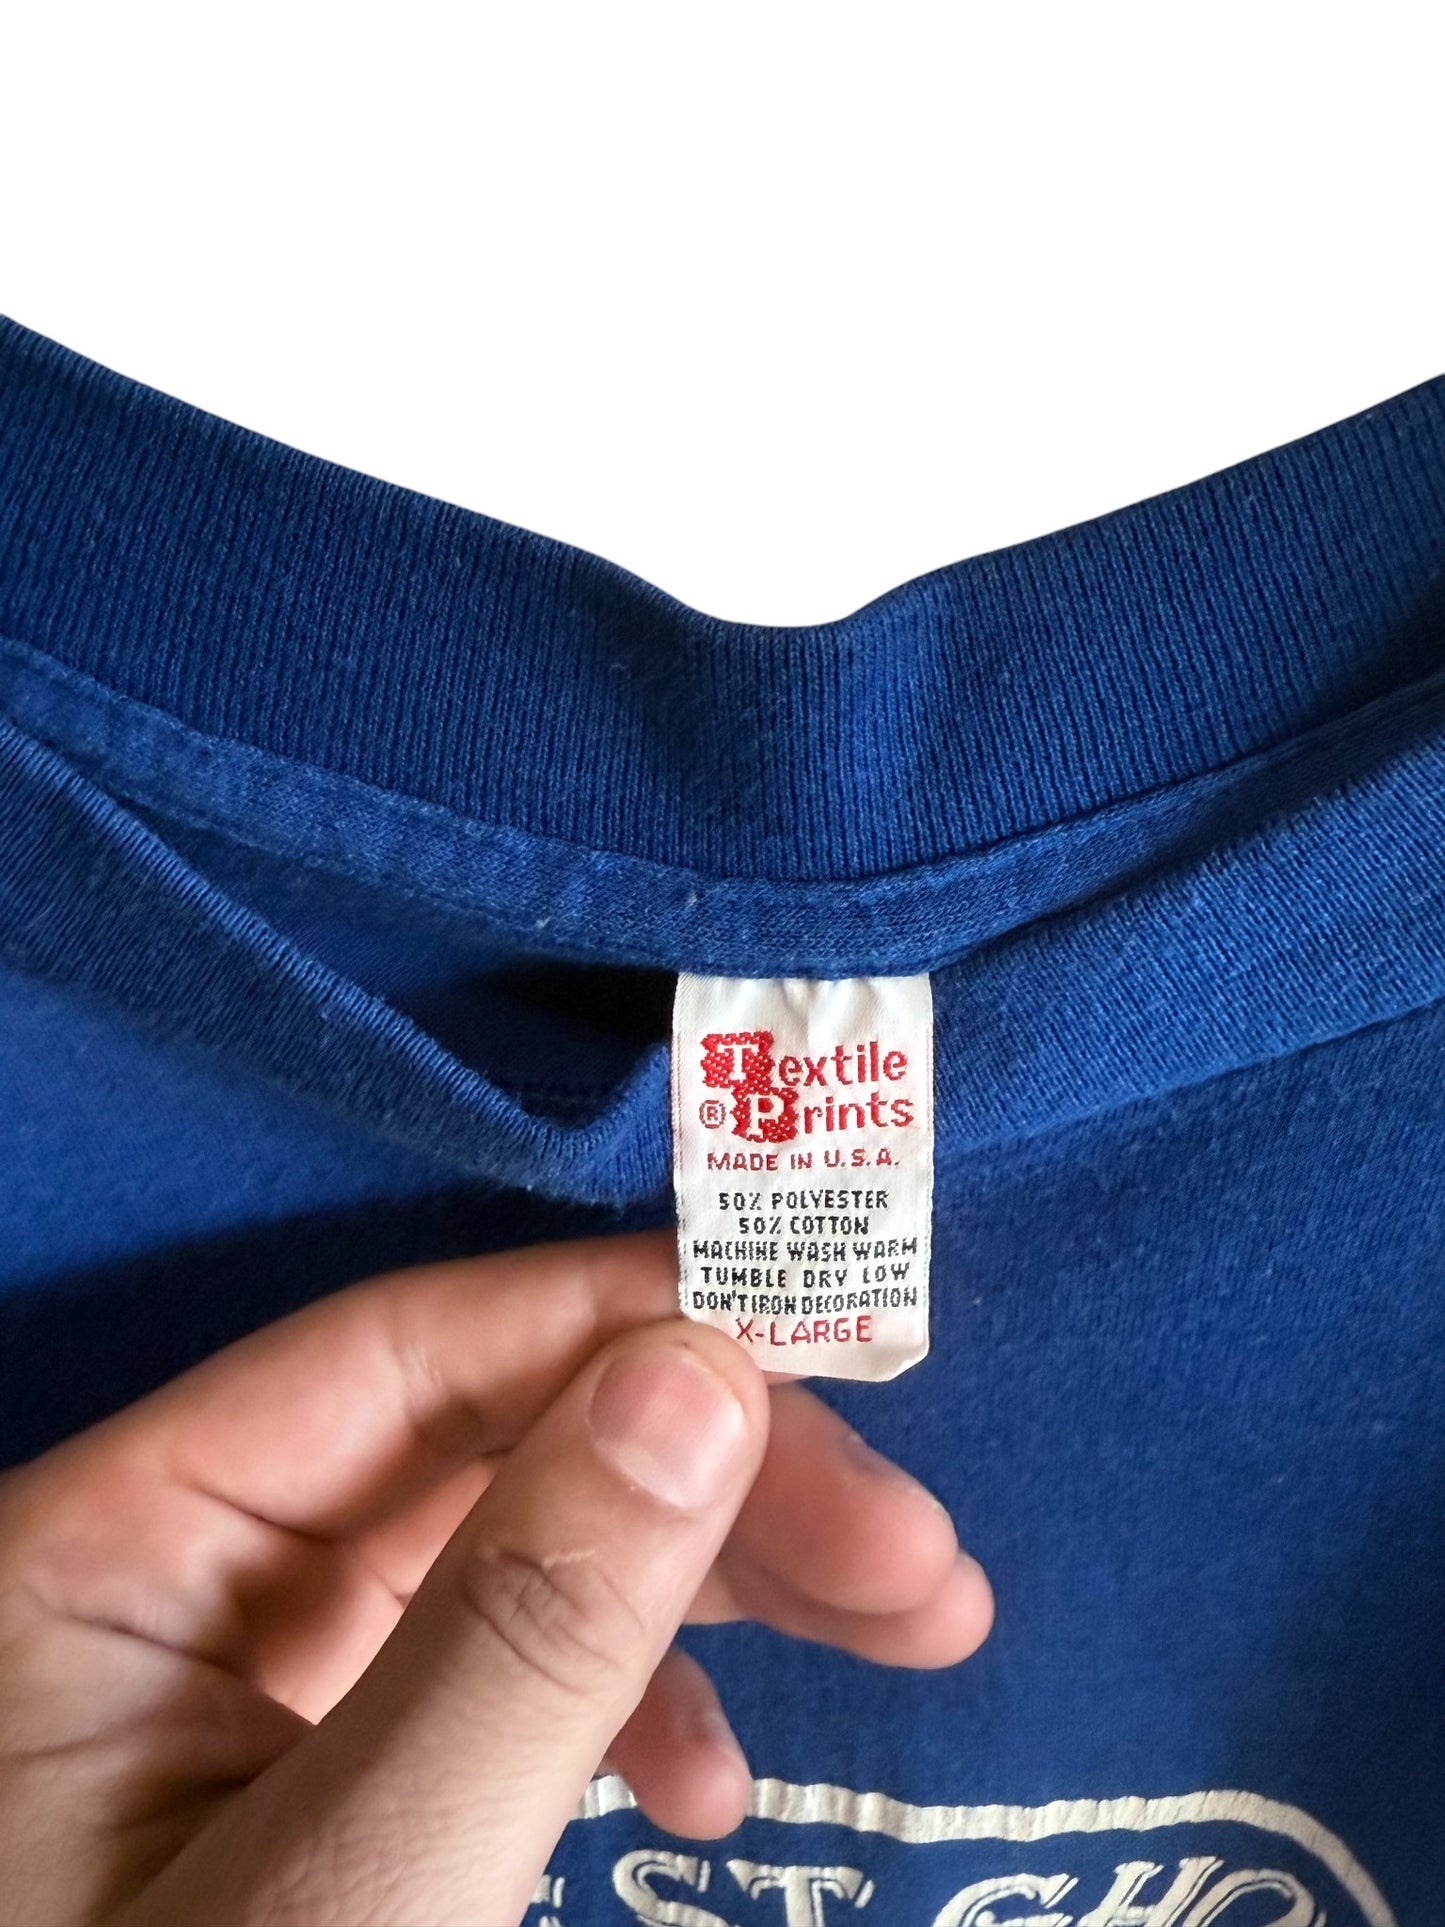 Textile
® Prints
MADE IN U.S.A.
50% POLYESTER
50% COTTON
MACHINE WASH WARM
TUMBLE DRY LOW
DON'T IRON DECORATION
X-LARGE